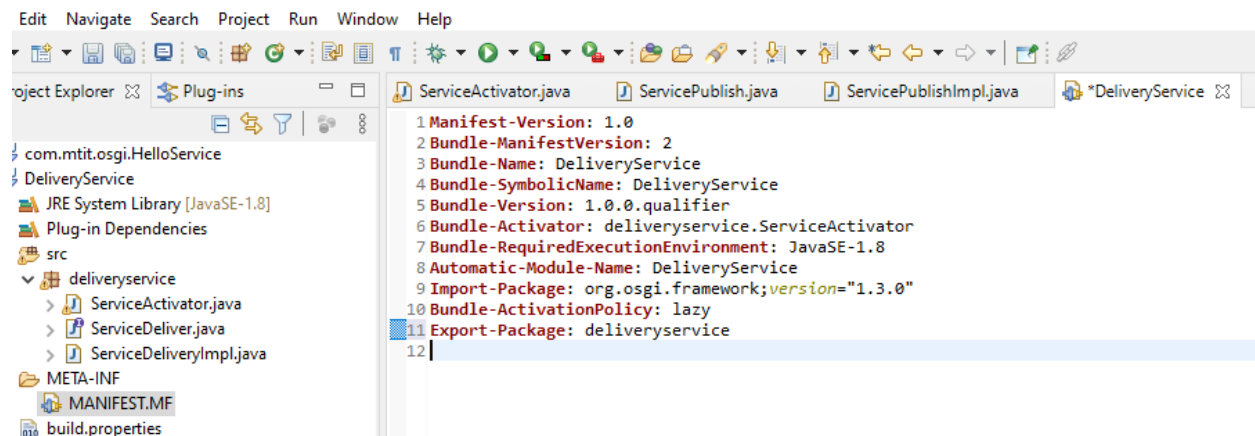 Edit Navigate Search Project Run Window Help
roject Explorer Plug-ins
ServiceActivator.java ServicePublish.java ServicePublishImpl.java *DeliveryService
com.mtit.osgi.HelloService
DeliveryService
JRE System Library [JavaSE-1.8]
Plug-in Dependencies
src
deliveryservice
ServiceActivator.java
ServiceDeliver.java
ServiceDeliveryImpl.java
META-INF
MANIFEST.MF
build.properties
1 Manifest-Version: 1.0
2 Bundle-ManifestVersion: 2
3 Bundle-Name: DeliveryService
4 Bundle-SymbolicName: DeliveryService
5 Bundle-Version: 1.0.0.qualifier
6 Bundle-Activator: deliveryservice.ServiceActivator
7 Bundle-RequiredExecutionEnvironment: JavaSE-1.8
8 Automatic-Module-Name: DeliveryService
9 Import-Package: org.osgi.framework;version="1.3.0"
10 Bundle-ActivationPolicy: lazy
11 Export-Package: deliveryservice
12